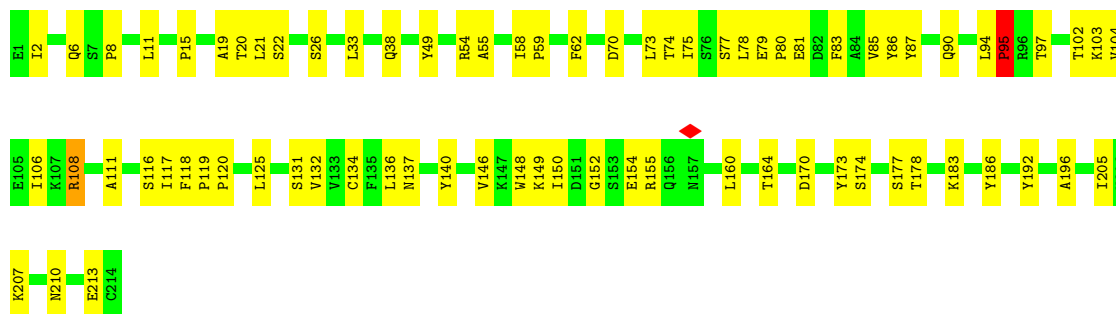 E1 I2 Q6 S7 P8 L11 P15 A19 T20 L21 S22 S26 L33 Q38 Y49 R54 A55 I58 P59 F62 D70 L73 T74 I75 S76 S77 L78 E79 P80 E81 D82 F83 A84 V85 Y86 Y87 Q90 L94 P95 R96 T97 T102 K103
E105 I106 K107 R108 A111 S116 I117 F118 P119 P120 L125 S131 V132 V133 C134 F135 L136 N137 Y140 V146 K147 W148 K149 I150 D151 G152 S153 E154 R155 Q156 N157 L160 T164 D170 Y173 S174 S177 T178 K183 Y186 Y192 A196 I205
K207 N210 E213 C214